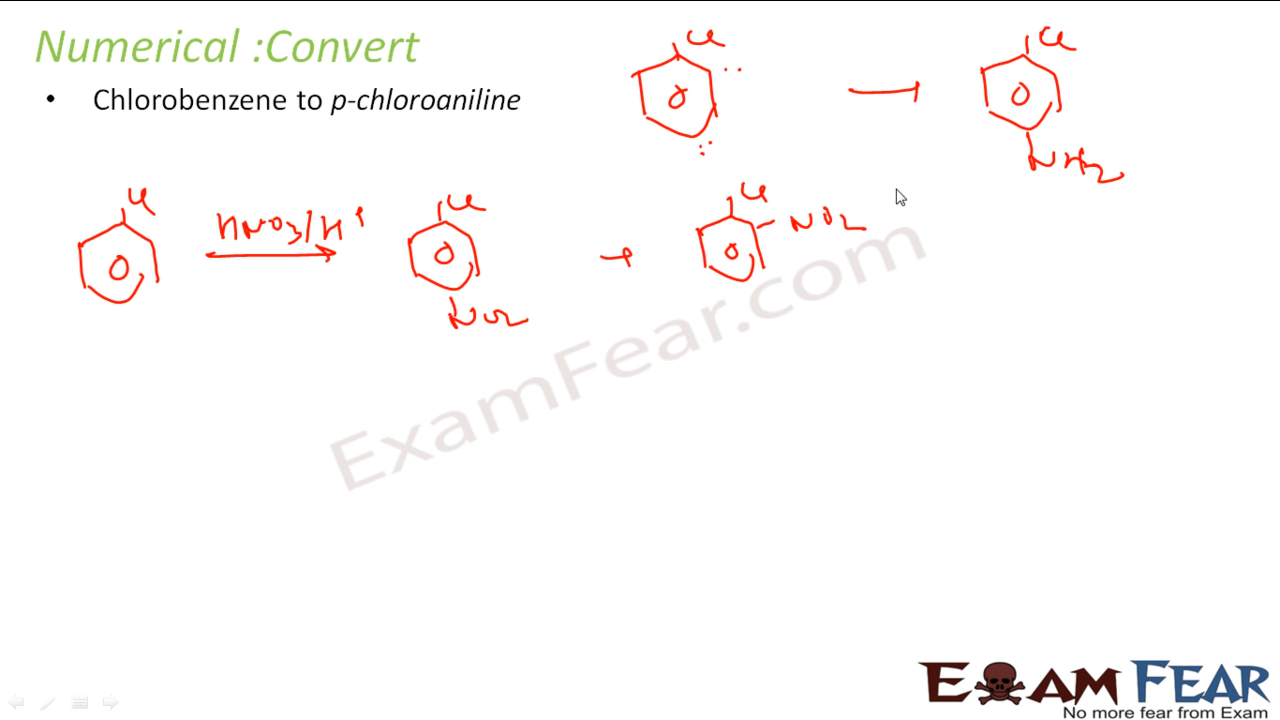 Numerical :Convert
• Chlorobenzene to p-chloroaniline
Cl
Cl
NH2
Cl
HNO3/H+
Cl
NO2
+
Cl
NO2
ExamFear.com
EXAM FEAR
No more fear from Exam